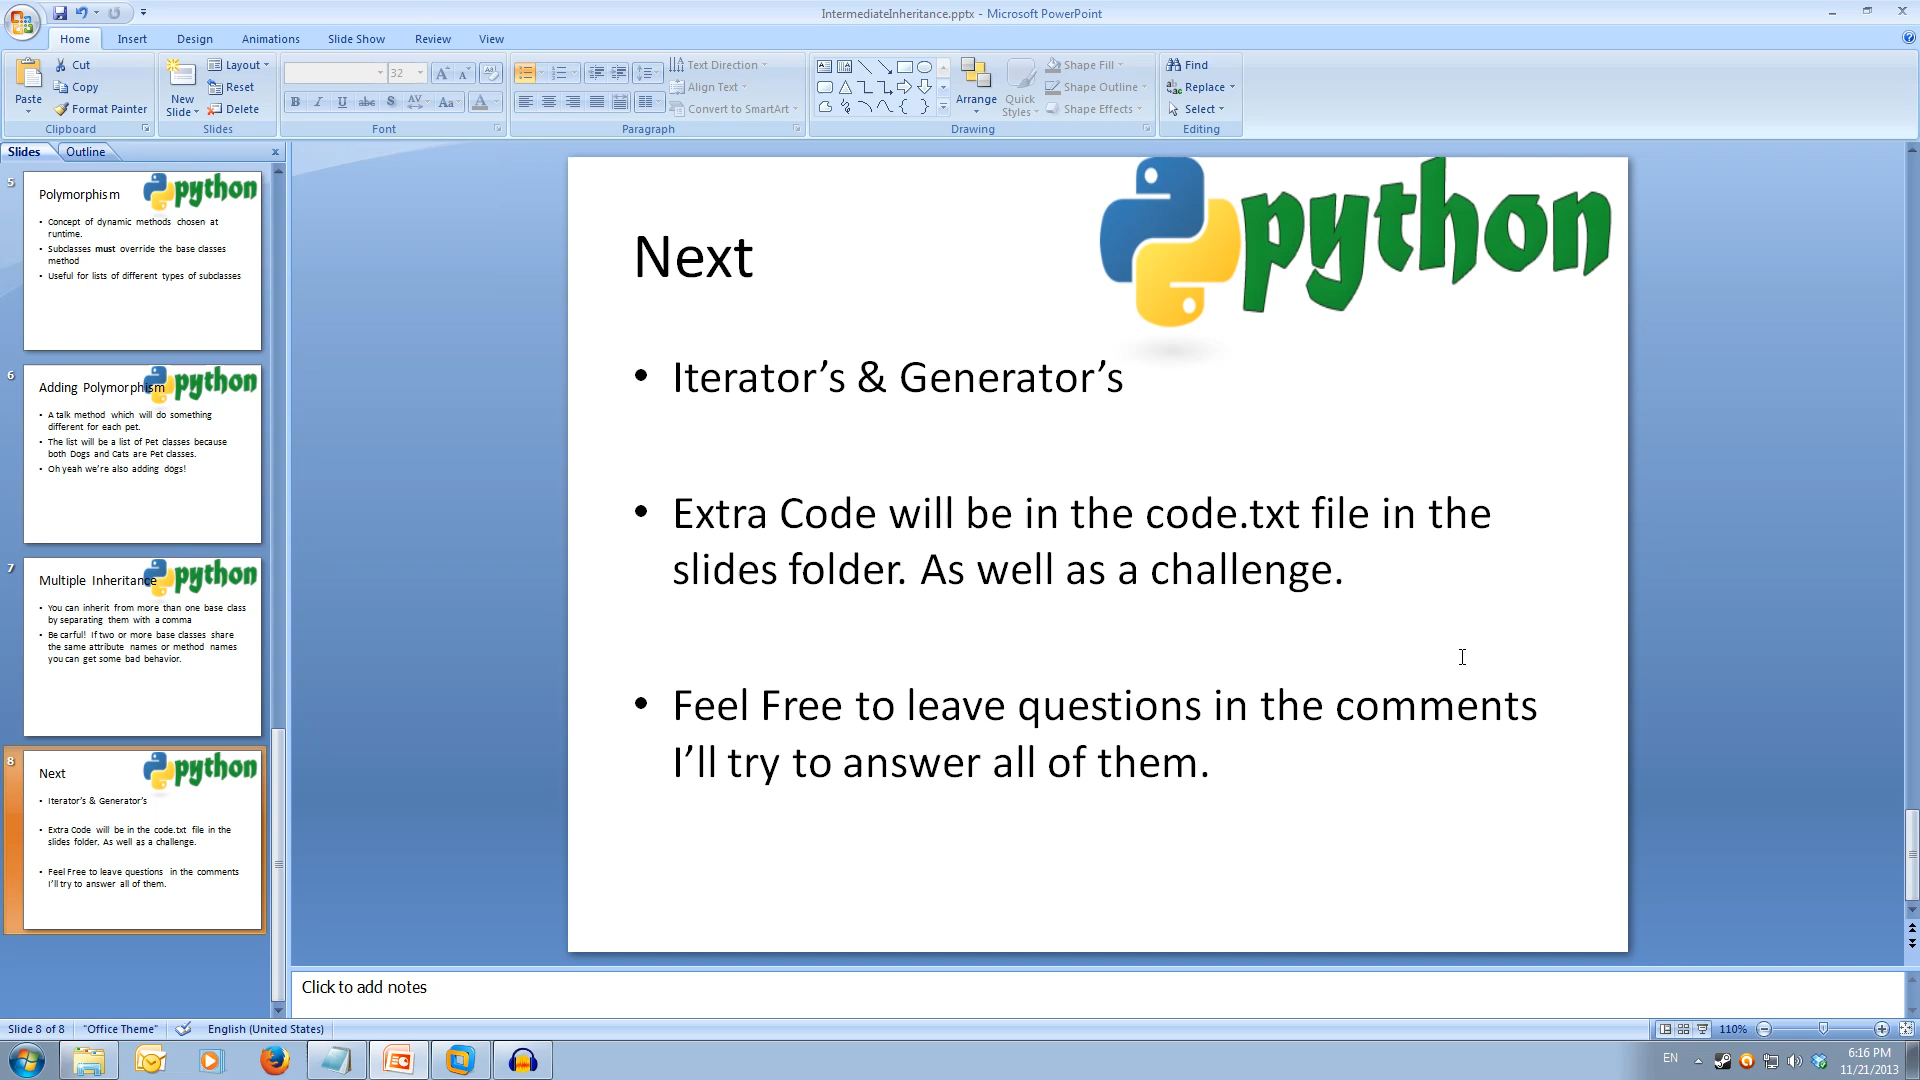 IntermediateInheritance.pptx - Microsoft PowerPoint
Home Insert Design Animations Slide Show Review View
Paste
Cut
Copy
Format Painter
Clipboard
New Slide
Layout
Reset
Delete
Slides
32
B I U abc S AV Aa A
Font
Text Direction
Align Text
Convert to SmartArt
Paragraph
Arrange
Quick Styles
Shape Fill
Shape Outline
Shape Effects
Drawing
Find
Replace
Select
Editing
Slides Outline
5
Polymorphism
python
• Concept of dynamic methods chosen at
runtime.
• Subclasses must override the base classes
method
• Useful for lists of different types of subclasses
6
Adding Polymorphism
python
• A talk method which will do something
different for each pet.
• The list will be a list of Pet classes because
both Dogs and Cats are Pet classes.
• Oh yeah we're also adding dogs!
7
Multiple Inheritance
python
• You can inherit from more than one base class
by separating them with a comma
• Be carful! If two or more base classes share
the same attribute names or method names
you can get some bad behavior.
8
Next
python
• Iterator's & Generator's
• Extra Code will be in the code.txt file in the
slides folder. As well as a challenge.
• Feel Free to leave questions in the comments
I'll try to answer all of them.
python
Next
• Iterator’s & Generator’s
• Extra Code will be in the code.txt file in the
slides folder. As well as a challenge.
• Feel Free to leave questions in the comments
I’ll try to answer all of them.
Click to add notes
Slide 8 of 8 "Office Theme" English (United States)
110%
EN
6:16 PM
11/21/2013